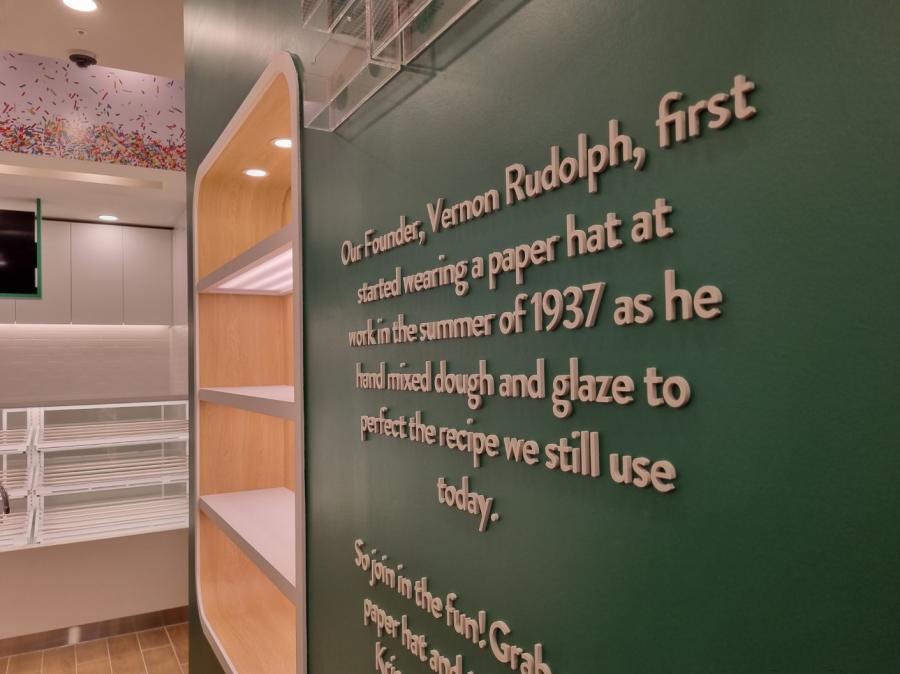 Our Founder, Vernon Rudolph, first
started wearing a paper hat at
work in the summer of 1937 as he
hand mixed dough and glaze to
perfect the recipe we still use
today.
So join in the fun! Grab
paper hat and